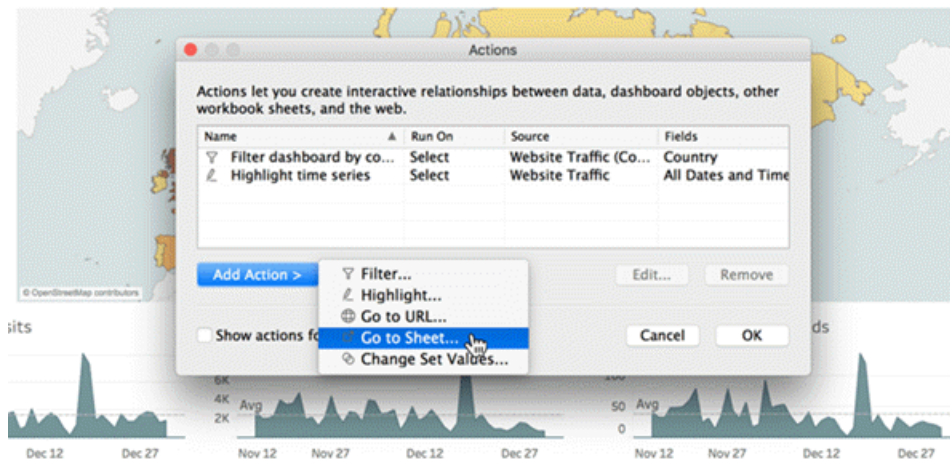 Actions
Actions let you create interactive relationships between data, dashboard objects, other
workbook sheets, and the web.
Name Run On Source Fields
Filter dashboard by co... Select Website Traffic (Co... Country
Highlight time series Select Website Traffic All Dates and Time
Add Action >
Filter...
Highlight...
Go to URL...
Go to Sheet...
Change Set Values...
Edit... Remove
Show actions fo
Cancel OK
© OpenStreetMap contributors
sits
ds
6K
4K
2K
Avg
100
50
0
Avg
Dec 12 Dec 27 Nov 12 Nov 27 Dec 12 Dec 27 Nov 12 Nov 27 Dec 12 Dec 27